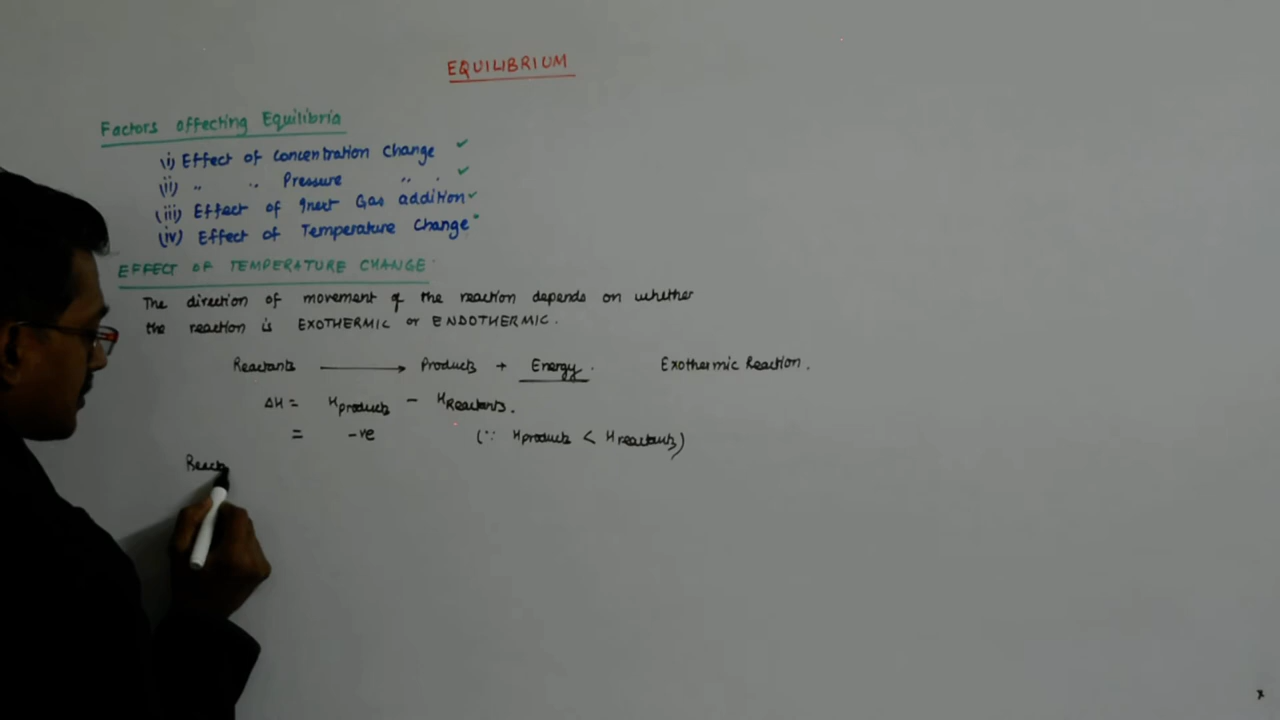 EQUILIBRIUM
Factors affecting Equilibria
(i) Effect of Concentration Change ✓
(ii) " " Pressure " " ✓
(iii) Effect of Inert Gas addition ✓
(iv) Effect of Temperature Change
EFFECT OF TEMPERATURE CHANGE
The direction of movement of the reaction depends on whether
the reaction is EXOTHERMIC or ENDOTHERMIC.
Reactants ⟶ Products + Energy. Exothermic Reaction.
ΔH = Hproducts - HReactants.
= -ve (∵ Hproducts < Hreactants)
React
x